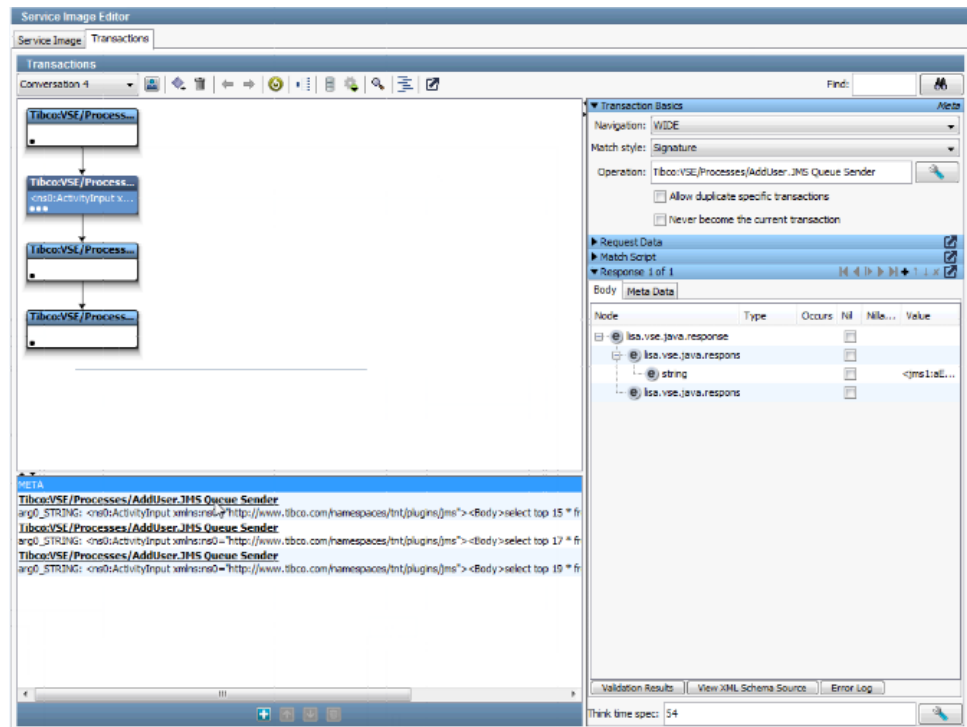 Service Image Editor
Service Image Transactions
Transactions
Conversation 4
Find:
Tibco:VSE/Process...
Tibco:VSE/Process...
<ns0:ActivityInput x...
Tibco:VSE/Process...
Tibco:VSE/Process...
Transaction Basics Meta
Navigation: WIDE
Match style: Signature
Operation: Tibco:VSE/Processes/AddUser.JMS Queue Sender
Allow duplicate specific transactions
Never become the current transaction
Request Data
Match Script
Response 1 of 1
Body Meta Data
Node Type Occurs Nil Nilla... Value
lisa.vse.java.response
lisa.vse.java.respons
string <jms1:aE...
lisa.vse.java.respons
META
Tibco:VSE/Processes/AddUser.JMS Queue Sender
arg0_STRING: <ns0:ActivityInput xmlns:ns0="http://www.tibco.com/namespaces/tnt/plugins/jms"><Body>select top 15 * fr
Tibco:VSE/Processes/AddUser.JMS Queue Sender
arg0_STRING: <ns0:ActivityInput xmlns:ns0="http://www.tibco.com/namespaces/tnt/plugins/jms"><Body>select top 17 * fr
Tibco:VSE/Processes/AddUser.JMS Queue Sender
arg0_STRING: <ns0:ActivityInput xmlns:ns0="http://www.tibco.com/namespaces/tnt/plugins/jms"><Body>select top 19 * fr
Validation Results View XML Schema Source Error Log
Think time spec: 54